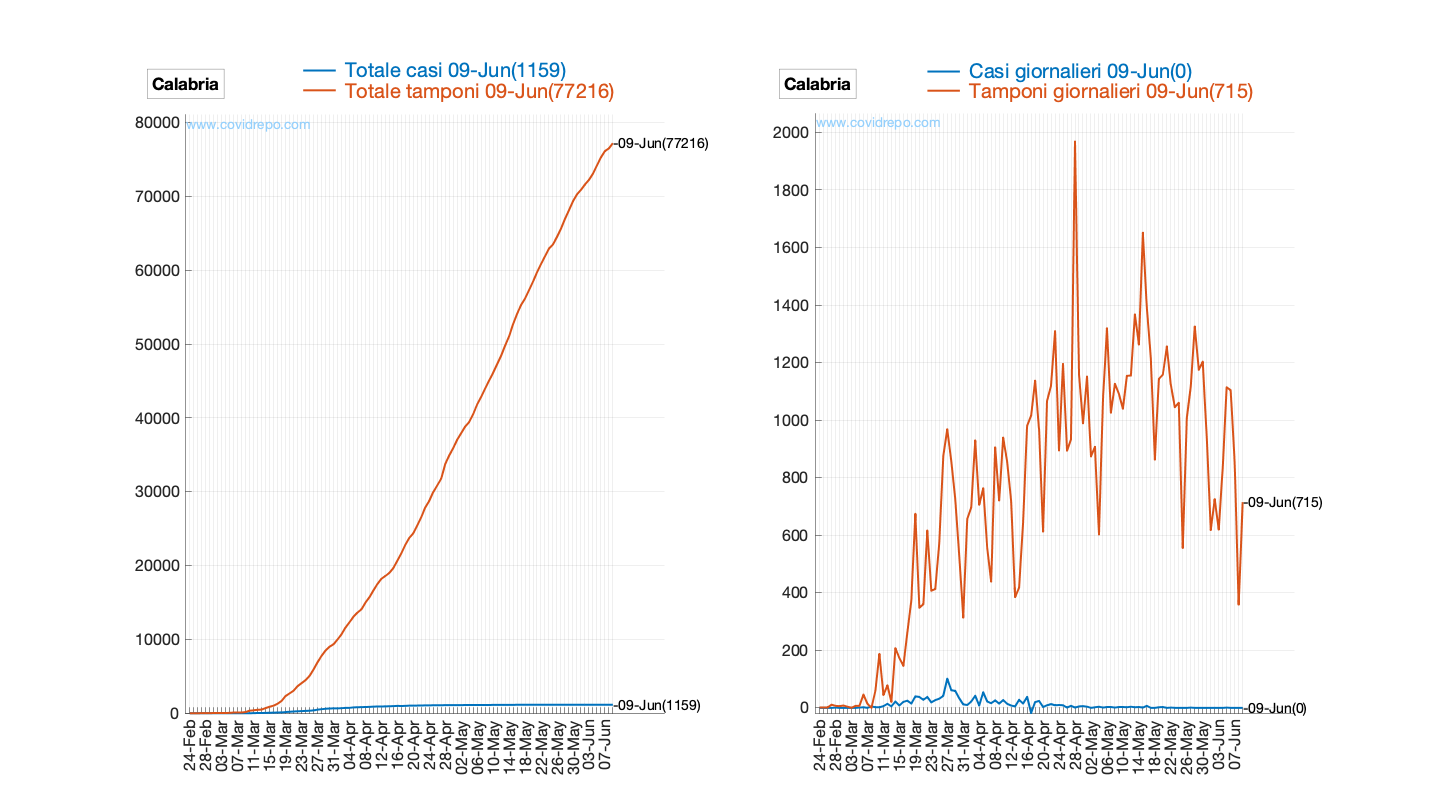 Calabria
Totale casi 09-Jun(1159)
Totale tamponi 09-Jun(77216)
www.covidrepo.com
80000
70000
60000
50000
40000
30000
20000
10000
0
-09-Jun(77216)
-09-Jun(1159)
24-Feb
28-Feb
03-Mar
07-Mar
11-Mar
15-Mar
19-Mar
23-Mar
27-Mar
31-Mar
04-Apr
08-Apr
12-Apr
16-Apr
20-Apr
24-Apr
28-Apr
02-May
06-May
10-May
14-May
18-May
22-May
26-May
30-May
03-Jun
07-Jun
Calabria
Casi giornalieri 09-Jun(0)
Tamponi giornalieri 09-Jun(715)
www.covidrepo.com
2000
1800
1600
1400
1200
1000
800
600
400
200
0
-09-Jun(715)
-09-Jun(0)
24-Feb
28-Feb
03-Mar
07-Mar
11-Mar
15-Mar
19-Mar
23-Mar
27-Mar
31-Mar
04-Apr
08-Apr
12-Apr
16-Apr
20-Apr
24-Apr
28-Apr
02-May
06-May
10-May
14-May
18-May
22-May
26-May
30-May
03-Jun
07-Jun